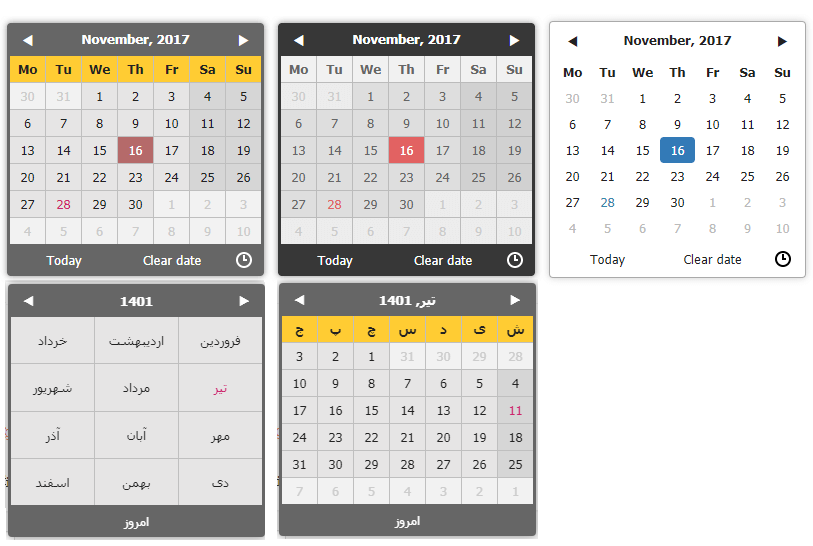 November, 2017
Mo Tu We Th Fr Sa Su
30 31 1 2 3 4 5
6 7 8 9 10 11 12
13 14 15 16 17 18 19
20 21 22 23 24 25 26
27 28 29 30 1 2 3
4 5 6 7 8 9 10
Today Clear date
November, 2017
Mo Tu We Th Fr Sa Su
30 31 1 2 3 4 5
6 7 8 9 10 11 12
13 14 15 16 17 18 19
20 21 22 23 24 25 26
27 28 29 30 1 2 3
4 5 6 7 8 9 10
Today Clear date
November, 2017
Mo Tu We Th Fr Sa Su
30 31 1 2 3 4 5
6 7 8 9 10 11 12
13 14 15 16 17 18 19
20 21 22 23 24 25 26
27 28 29 30 1 2 3
4 5 6 7 8 9 10
Today Clear date
1401
فروردین اردیبهشت خرداد
تیر مرداد شهریور
مهر آبان آذر
دی بهمن اسفند
امروز
تیر, 1401
ش ی د س چ پ ج
28 29 30 31 1 2 3
4 5 6 7 8 9 10
11 12 13 14 15 16 17
18 19 20 21 22 23 24
25 26 27 28 29 30 31
1 2 3 4 5 6 7
امروز